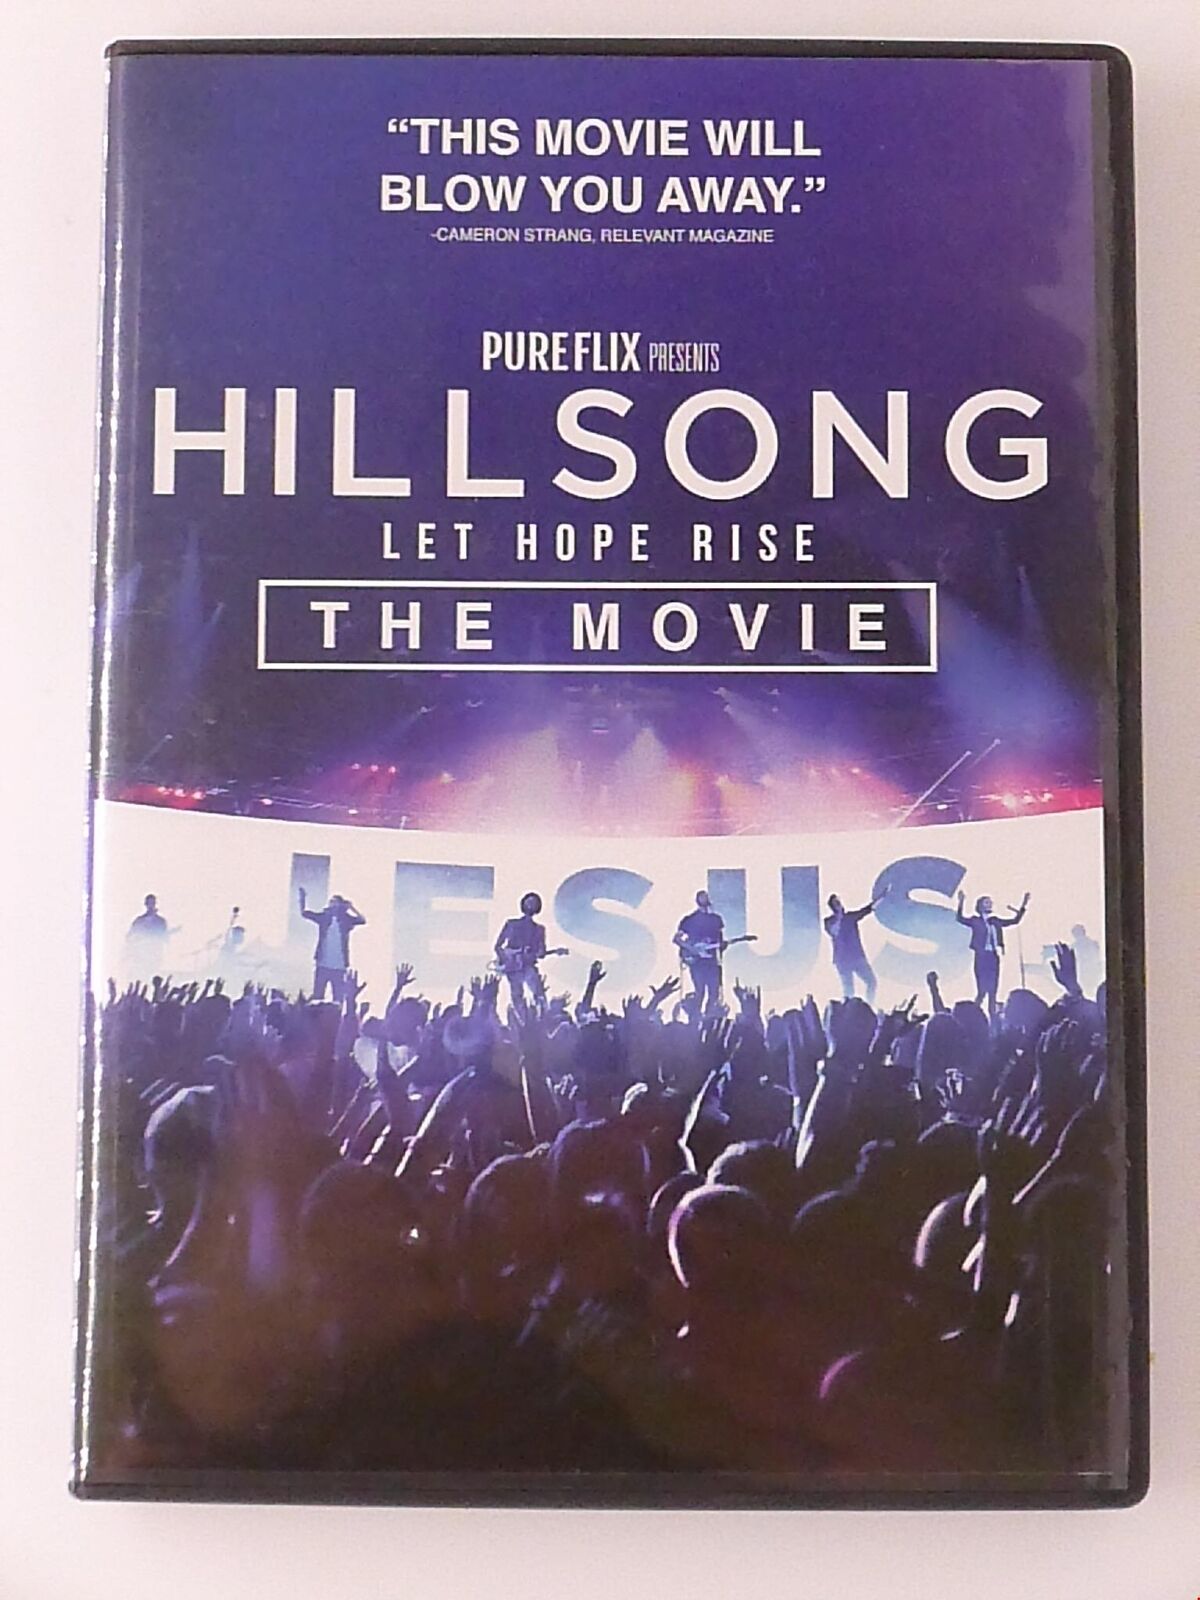 “THIS MOVIE WILL
BLOW YOU AWAY.”
-CAMERON STRANG, RELEVANT MAGAZINE
PUREFLIX PRESENTS
HILLSONG
LET HOPE RISE
THE MOVIE
JESUS